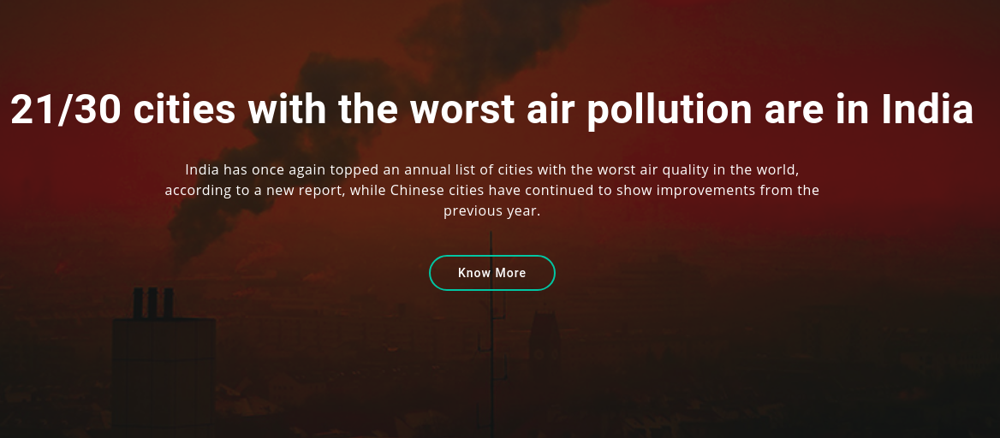 21/30 cities with the worst air pollution are in India
India has once again topped an annual list of cities with the worst air quality in the world,
according to a new report, while Chinese cities have continued to show improvements from the
previous year.
Know More